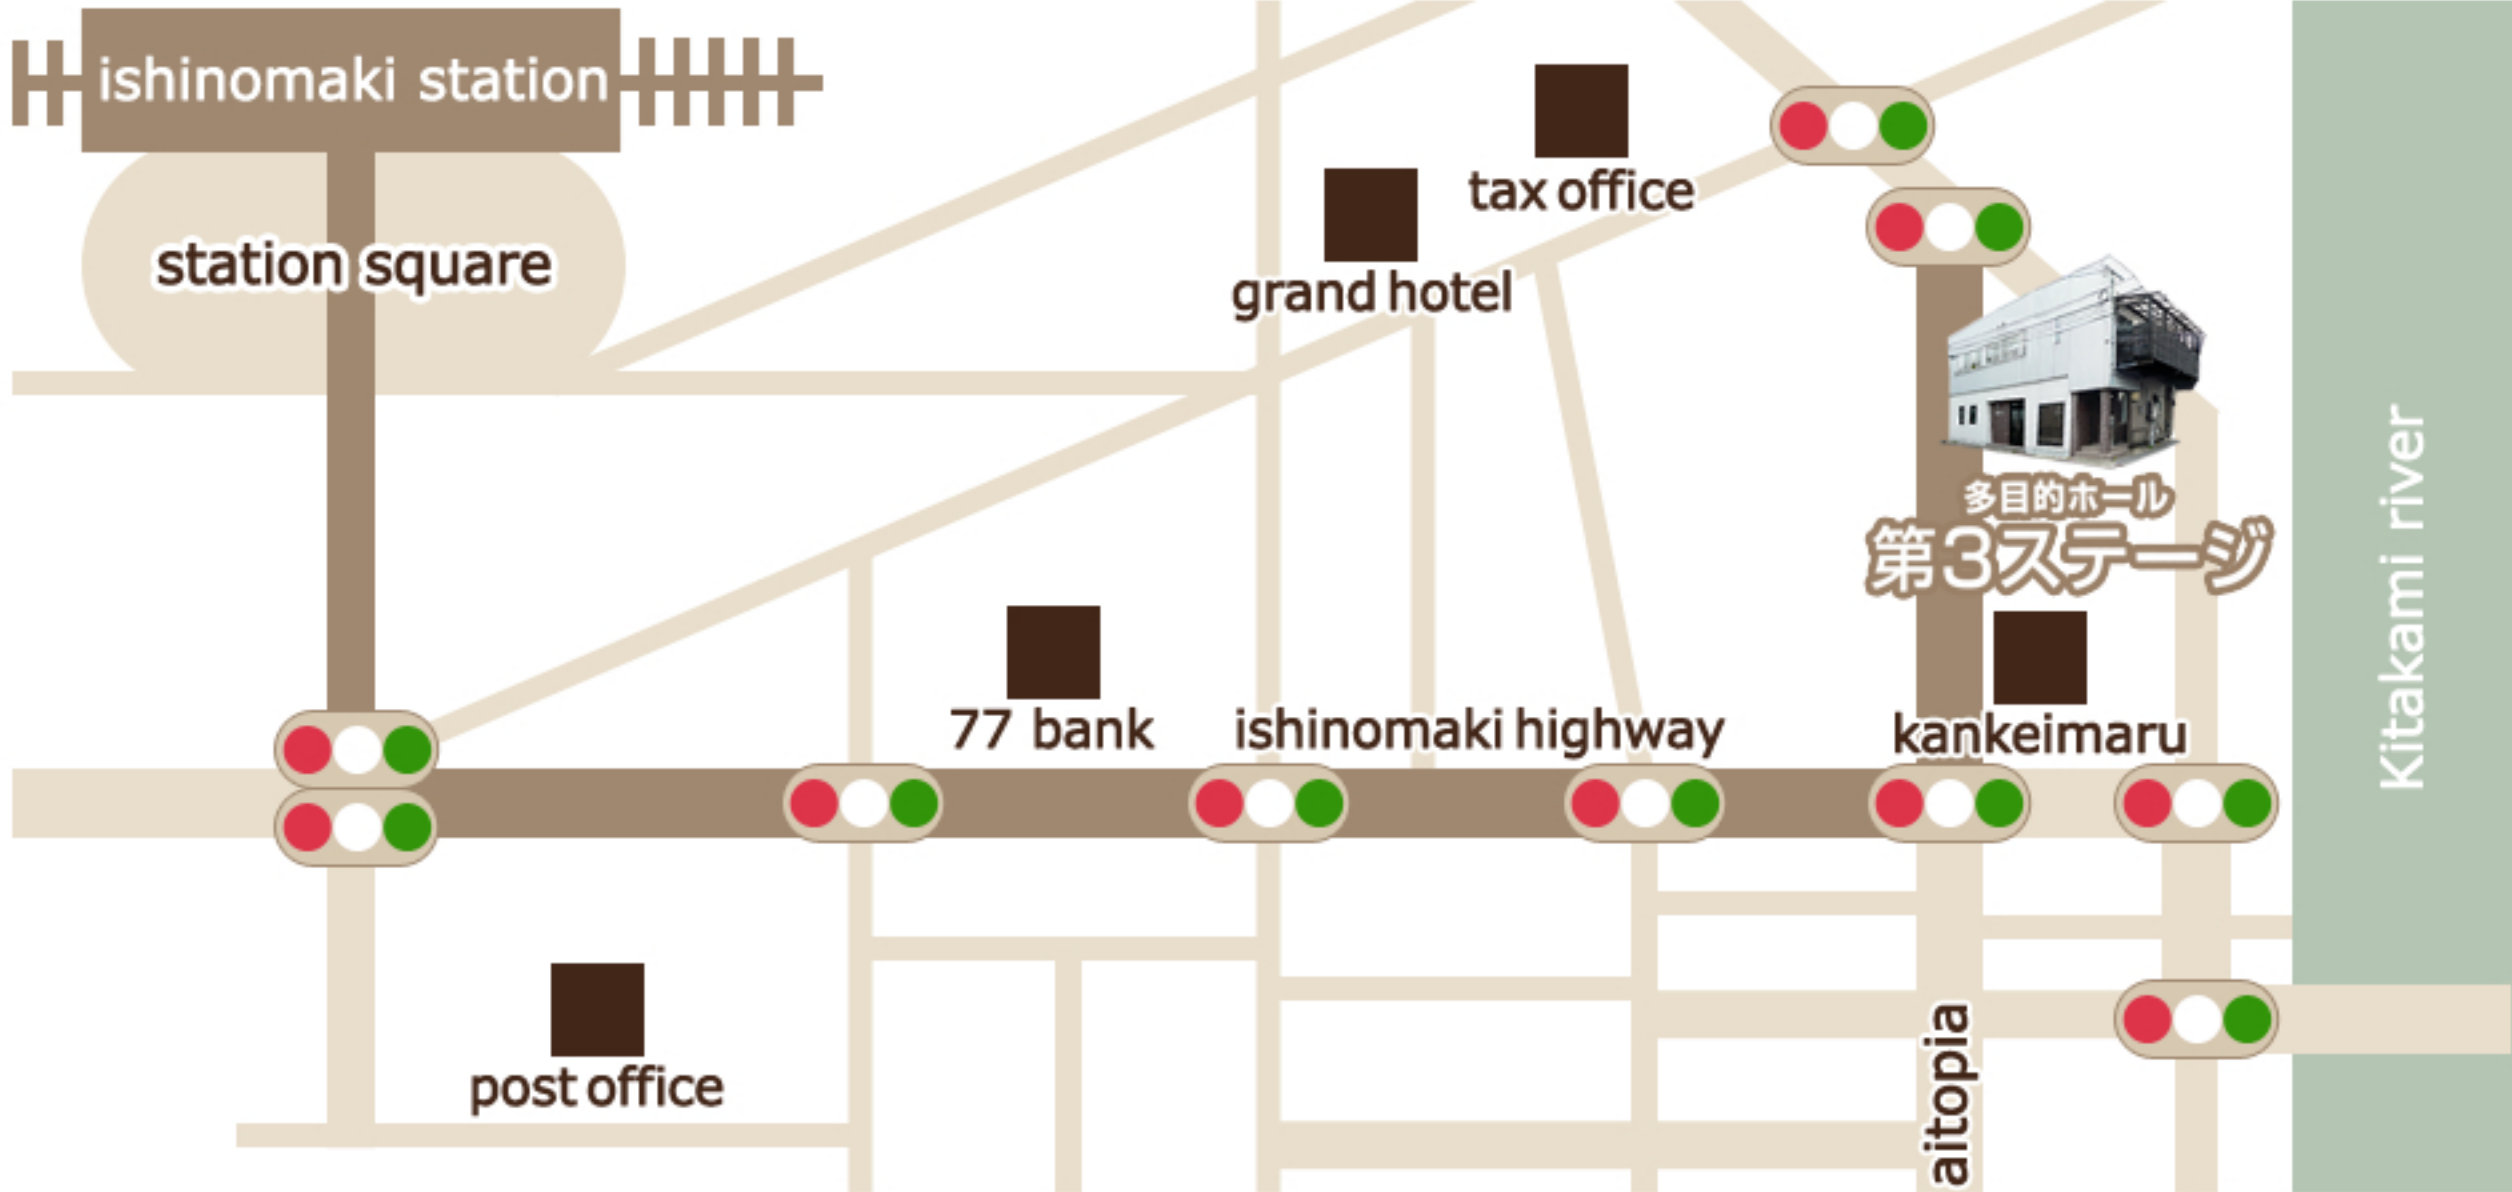 ishinomaki station
tax office
station square
grand hotel
多目的ホール
第3ステージ
Kitakami river
77 bank
ishinomaki highway
kankeimaru
post office
aitopia